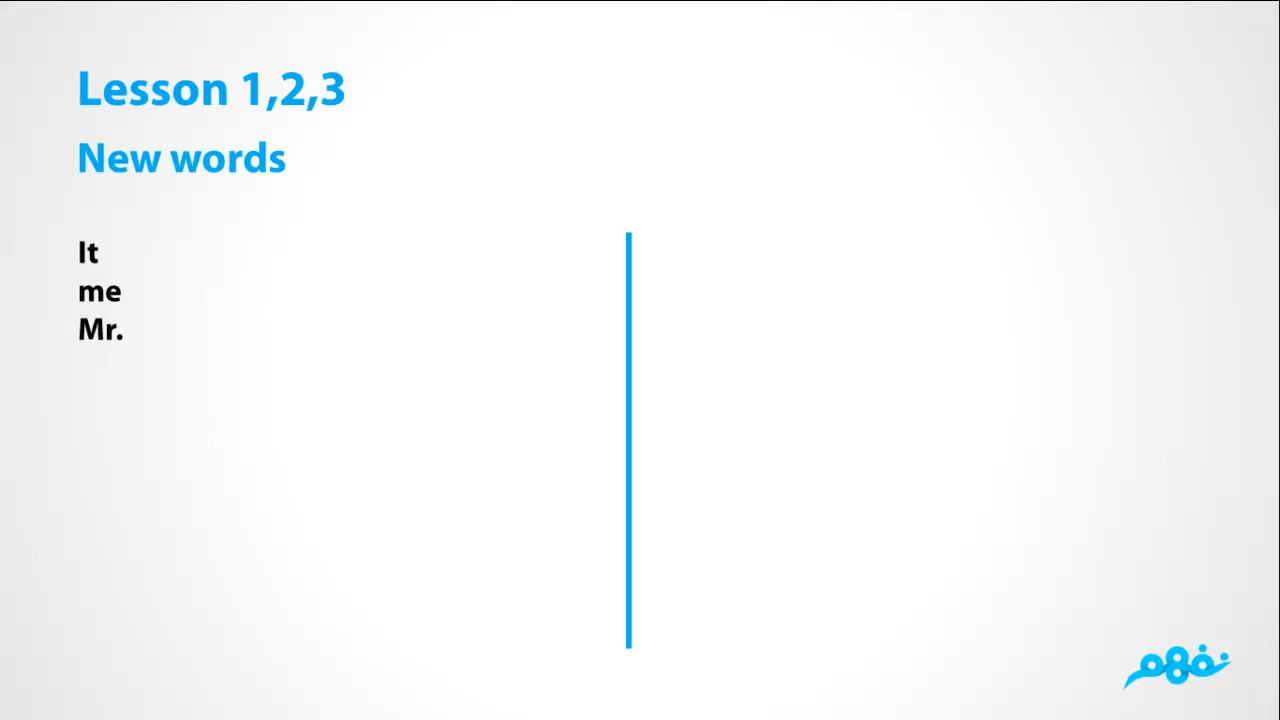 Lesson 1,2,3
New words
It
me
Mr.
نفهم